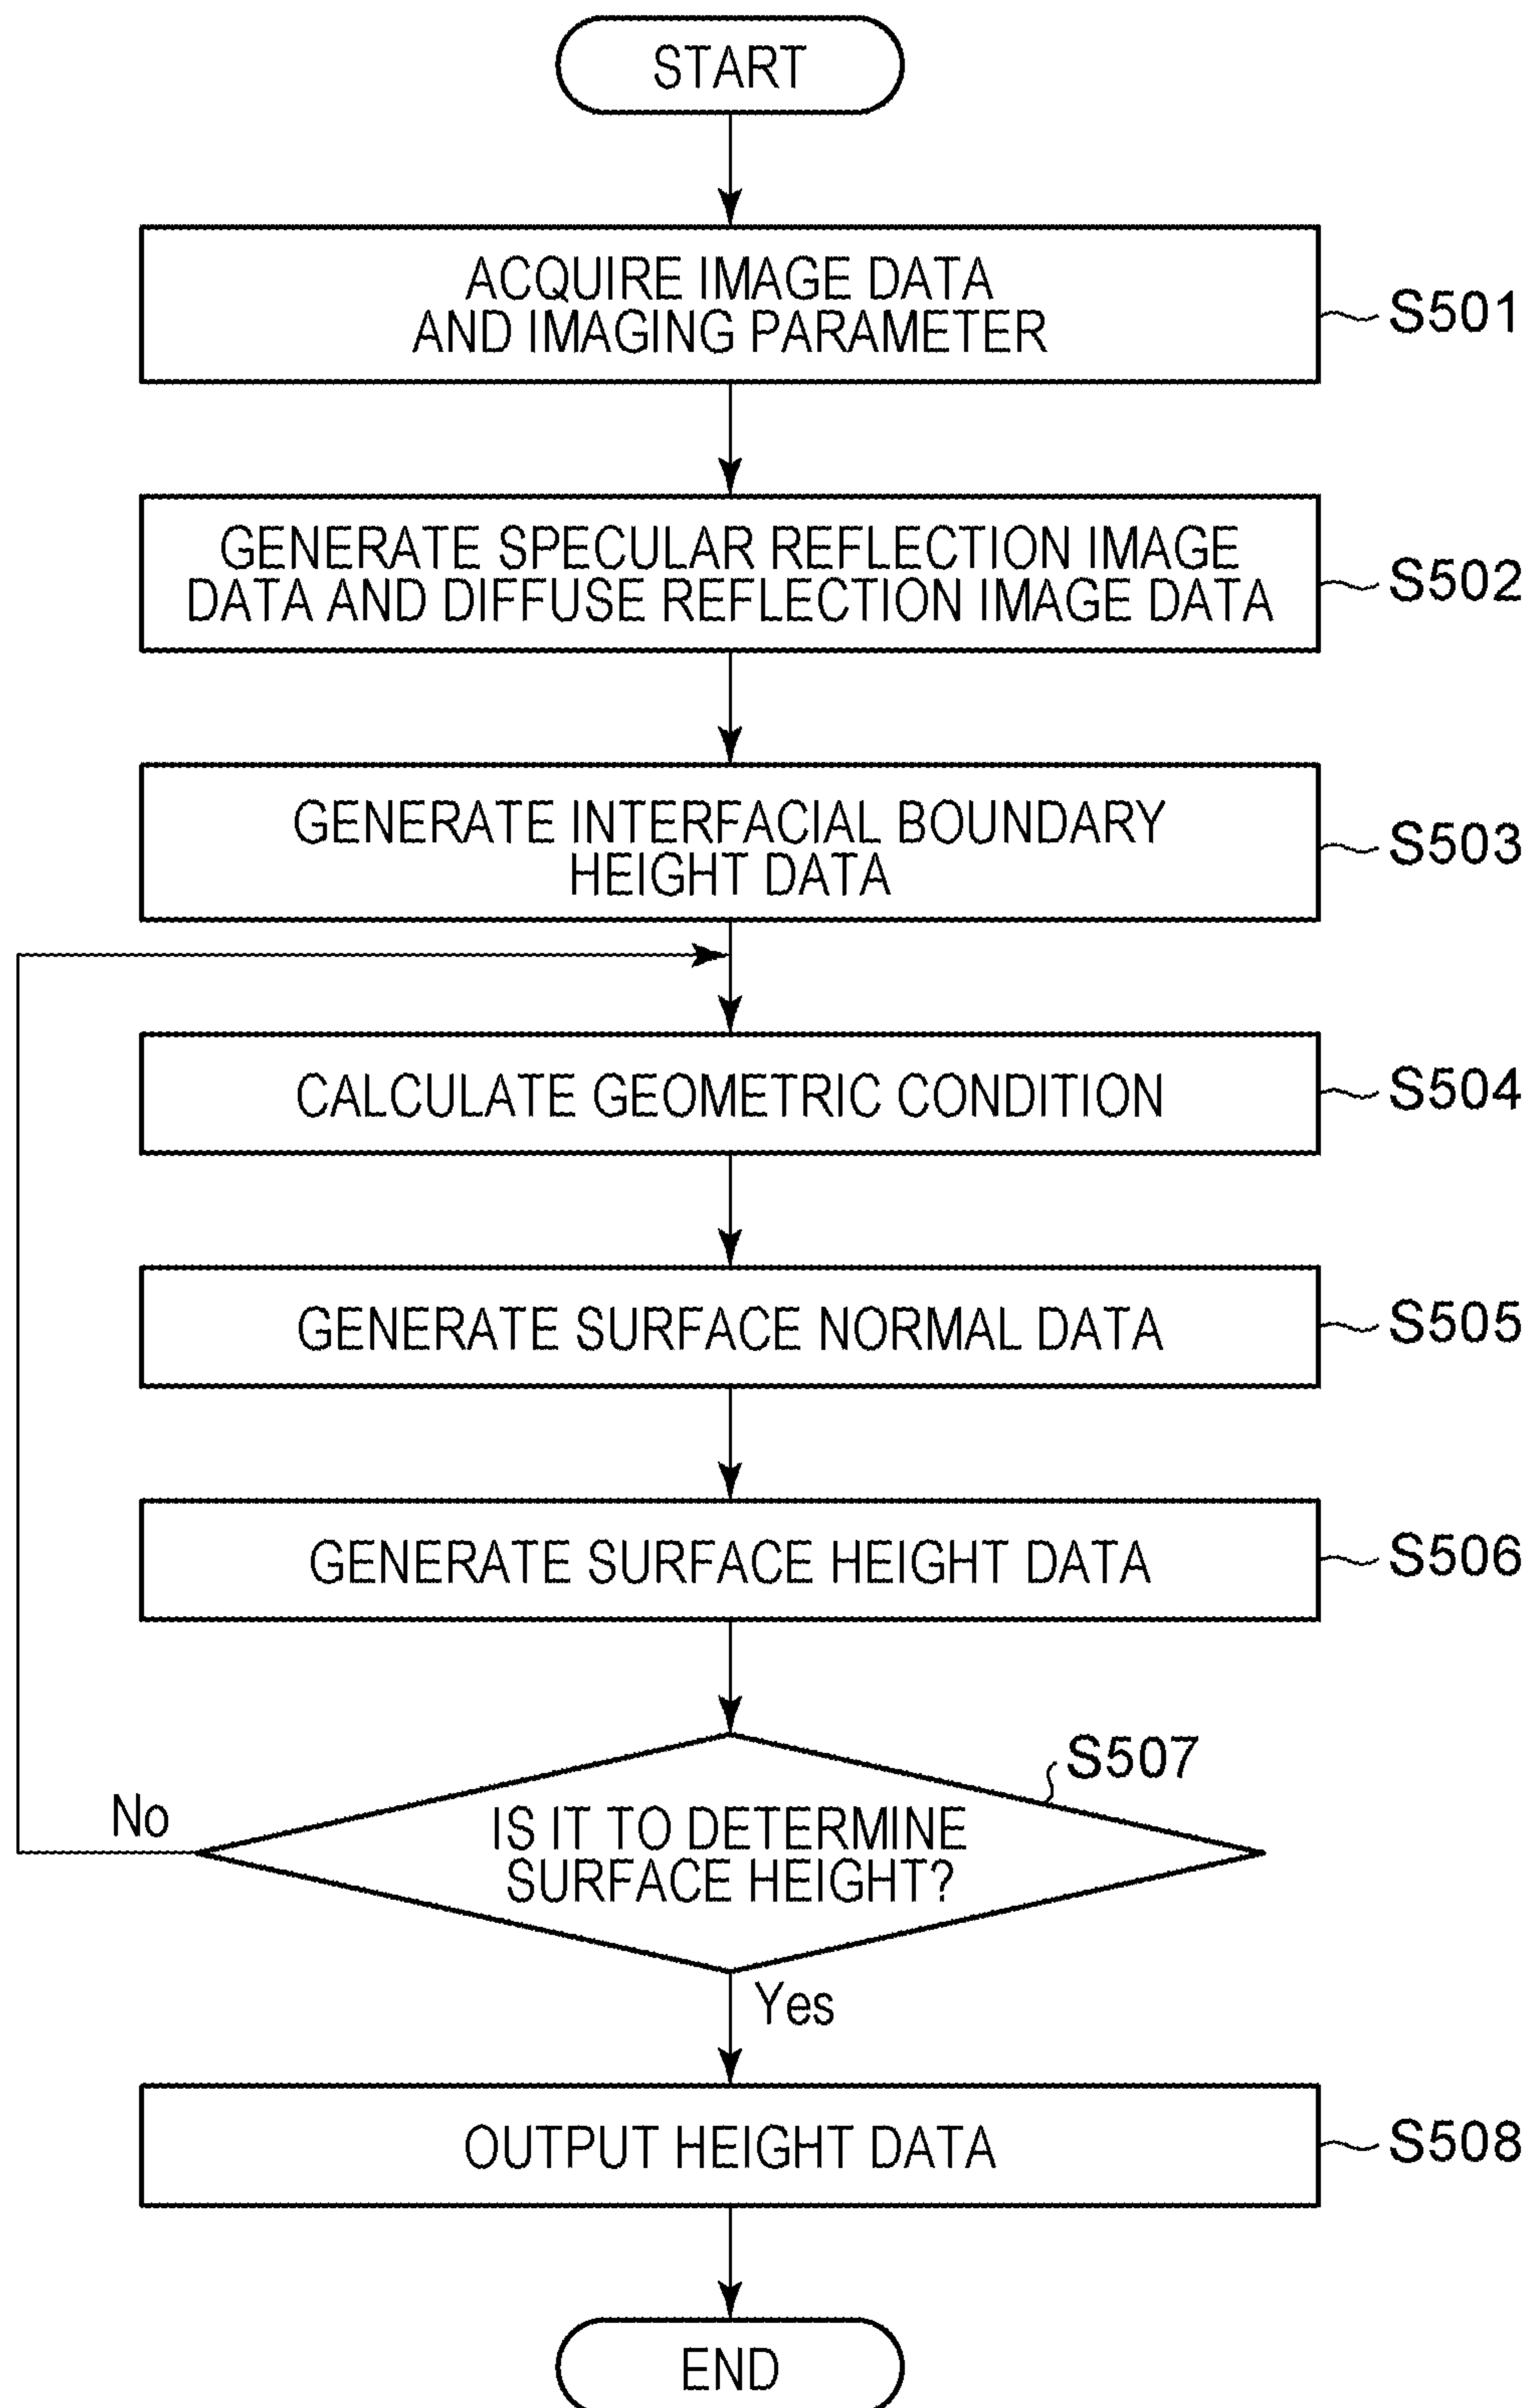 START
ACQUIRE IMAGE DATA
AND IMAGING PARAMETER
S501
GENERATE SPECULAR REFLECTION IMAGE
DATA AND DIFFUSE REFLECTION IMAGE DATA
S502
GENERATE INTERFACIAL BOUNDARY
HEIGHT DATA
S503
CALCULATE GEOMETRIC CONDITION
S504
GENERATE SURFACE NORMAL DATA
S505
GENERATE SURFACE HEIGHT DATA
S506
S507
No
IS IT TO DETERMINE
SURFACE HEIGHT?
Yes
OUTPUT HEIGHT DATA
S508
END